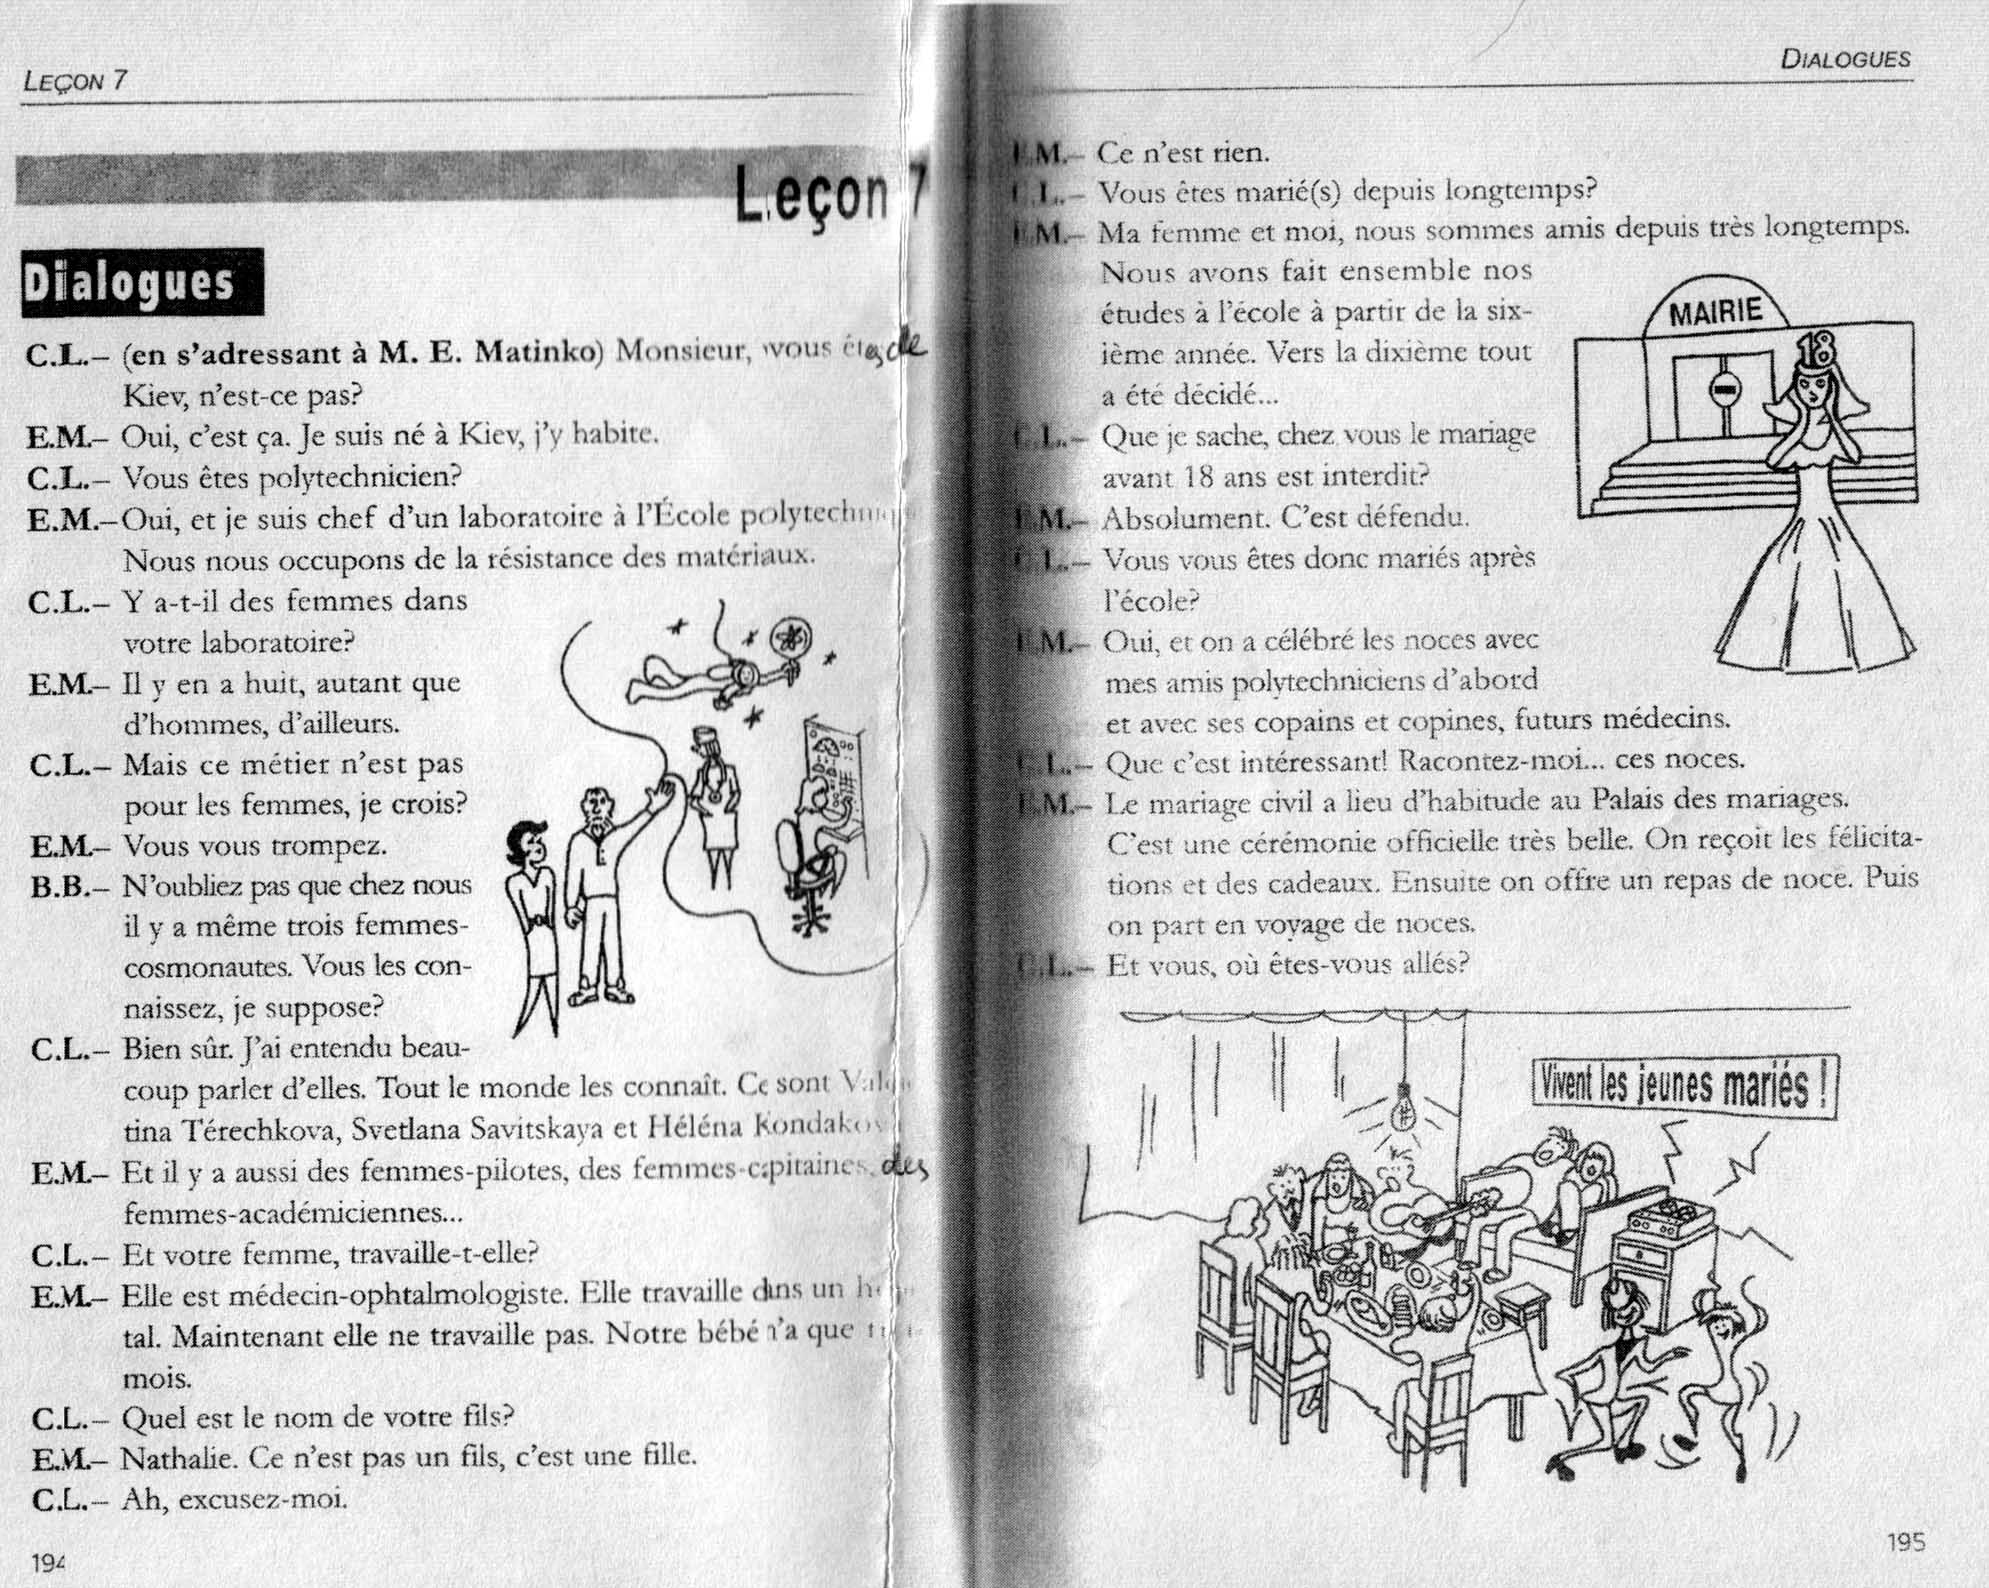 LEÇON 7
Leçon 7
Dialogues
C.L.– (en s'adressant à M. E. Matinko) Monsieur, vous êtes de
Kiev, n'est-ce pas?
E.M.– Oui, c'est ça. Je suis né à Kiev, j'y habite.
C.L.– Vous êtes polytechnicien?
E.M.– Oui, et je suis chef d'un laboratoire à l'École
Nous nous occupons de la résistance des matériaux.
C.L.– Y a-t-il des femmes dans
votre laboratoire?
E.M.– Il y en a huit, autant que
d'hommes, d'ailleurs.
C.L.– Mais ce métier n'est pas
pour les femmes, je crois?
E.M.– Vous vous trompez.
B.B.– N'oubliez pas que chez nous
il y a même trois femmes-
cosmonautes. Vous les con-
naissez, je suppose?
C.L.– Bien sûr. J'ai entendu beau-
coup parler d'elles. Tout le monde les connaît. Ce sont
tina Térechkova, Svetlana Savitskaya et Héléna
E.M.– Et il y a aussi des femmes-pilotes, des femmes-capitaines, des
femmes-académiciennes...
C.L.– Et votre femme, travaille-t-elle?
E.M.– Elle est médecin-ophtalmologiste. Elle travaille dans un
tal. Maintenant elle ne travaille pas. Notre bébé n'a que
mois.
C.L.– Quel est le nom de votre fils?
E.M.– Nathalie. Ce n'est pas un fils, c'est une fille.
C.L.– Ah, excusez-moi.
194
DIALOGUES
E.M.– Ce n'est rien.
C.L.– Vous êtes marié(s) depuis longtemps?
E.M.– Ma femme et moi, nous sommes amis depuis très longtemps.
Nous avons fait ensemble nos
études à l'école à partir de la six-
ième année. Vers la dixième tout
a été décidé...
C.L.– Que je sache, chez vous le mariage
avant 18 ans est interdit?
E.M.– Absolument. C'est défendu.
C.L.– Vous vous êtes donc mariés après
l'école?
E.M.– Oui, et on a célébré les noces avec
mes amis polytechniciens d'abord
et avec ses copains et copines, futurs médecins.
C.L.– Que c'est intéressant! Racontez-moi... ces noces.
E.M.– Le mariage civil a lieu d'habitude au Palais des mariages.
C'est une cérémonie officielle très belle. On reçoit les félicita-
tions et des cadeaux. Ensuite on offre un repas de noce. Puis
on part en voyage de noces.
C.L.– Et vous, où êtes-vous allés?
MAIRIE
18
Vivent les jeunes mariés !
195